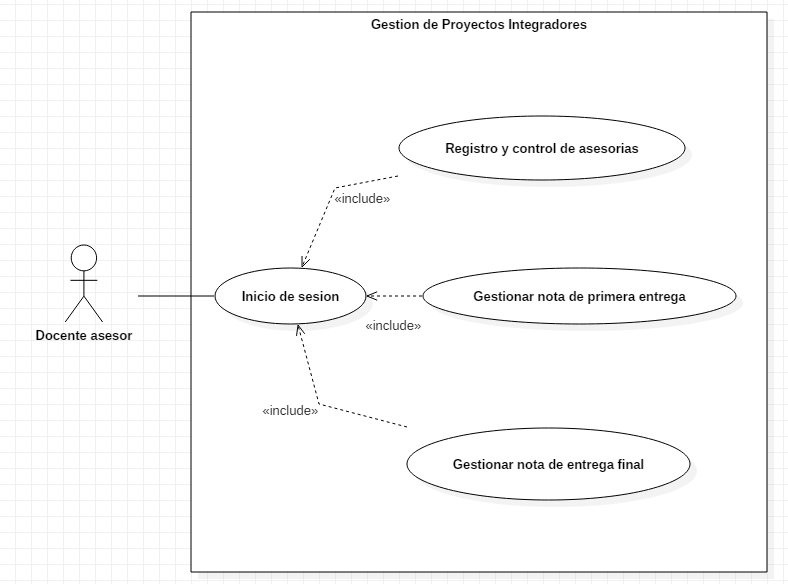 Gestion de Proyectos Integradores
Registro y control de asesorias
«include»
Inicio de sesion
Gestionar nota de primera entrega
«include»
Docente asesor
«include»
Gestionar nota de entrega final